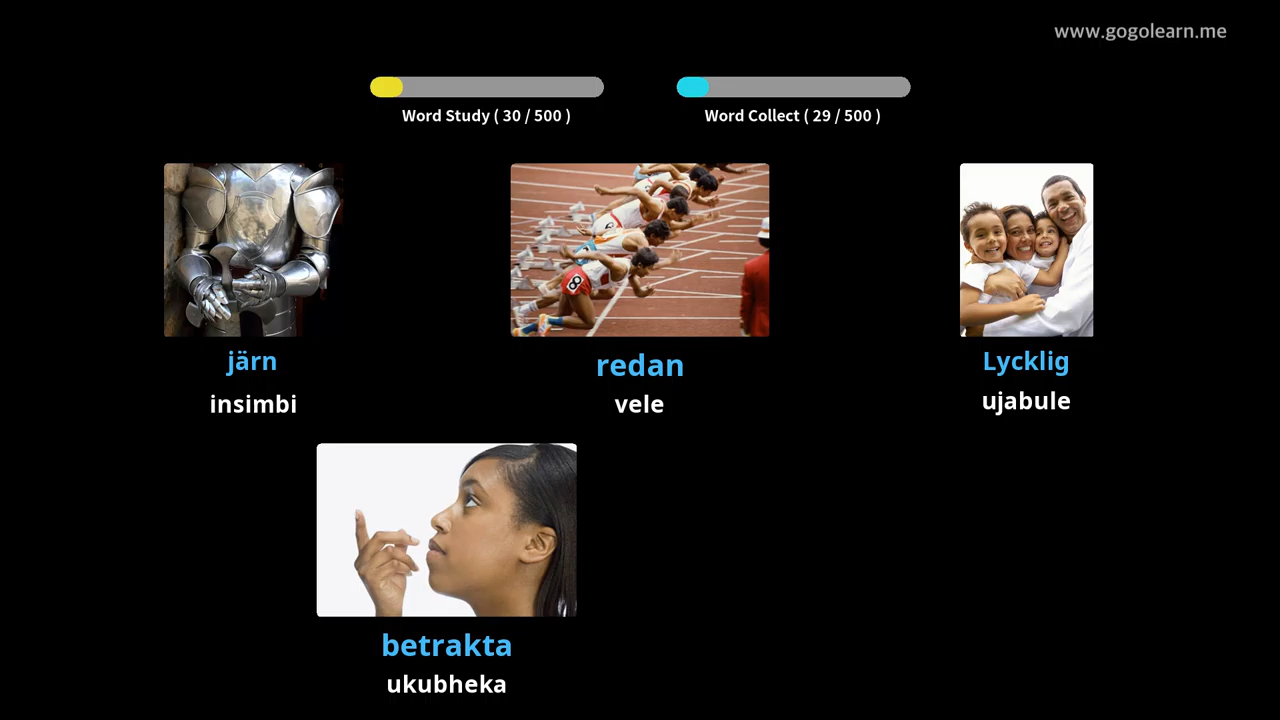 www.gogolearn.me
Word Study ( 30 / 500 )
Word Collect ( 29 / 500 )
järn
insimbi
redan
vele
Lycklig
ujabule
8
betrakta
ukubheka